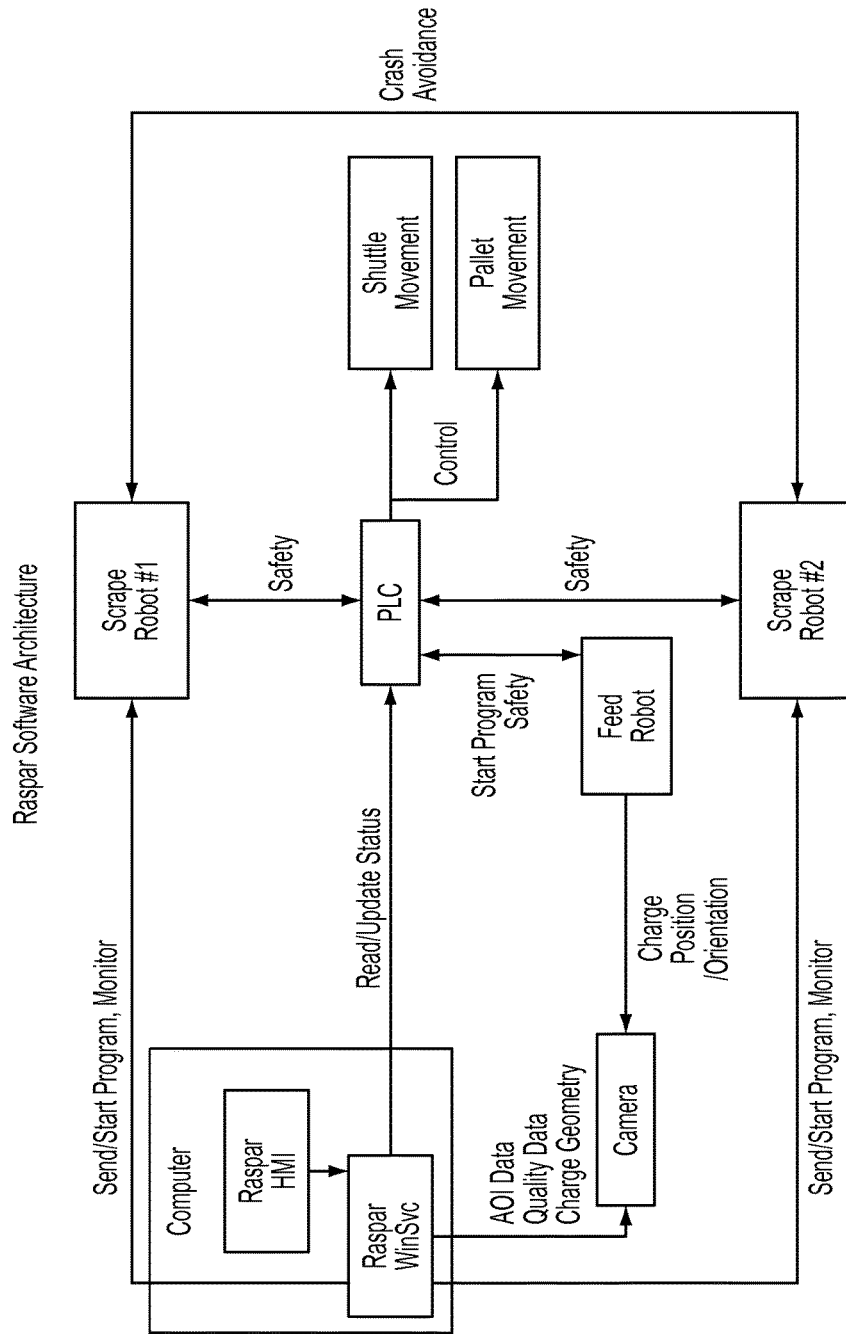 Raspar Software Architecture
Send/Start Program, Monitor
Computer
Raspar
HMI
Raspar
WinSvc
Read/Update Status
AOI Data
Quality Data
Charge Geometry
Camera
Charge
Position
/Orientation
Send/Start Program, Monitor
Scrape
Robot #1
Safety
PLC
Start Program
Safety
Feed
Robot
Safety
Scrape
Robot #2
Control
Shuttle
Movement
Pallet
Movement
Crash
Avoidance